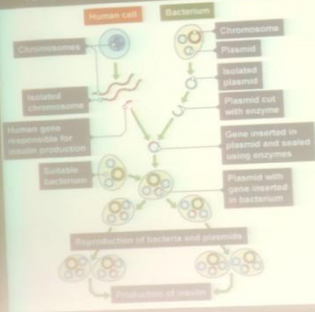 Human cell
Bacterium
Chromosomes
Chromosome
Plasmid
Isolated
plasmid
Isolated
chromosome
Plasmid cut
with enzyme
Human gene
responsible for
insulin production
Gene inserted in
plasmid and sealed
using enzymes
Suitable
bacterium
Plasmid with
gene inserted
in bacterium
Reproduction of bacteria and plasmids
Production of insulin